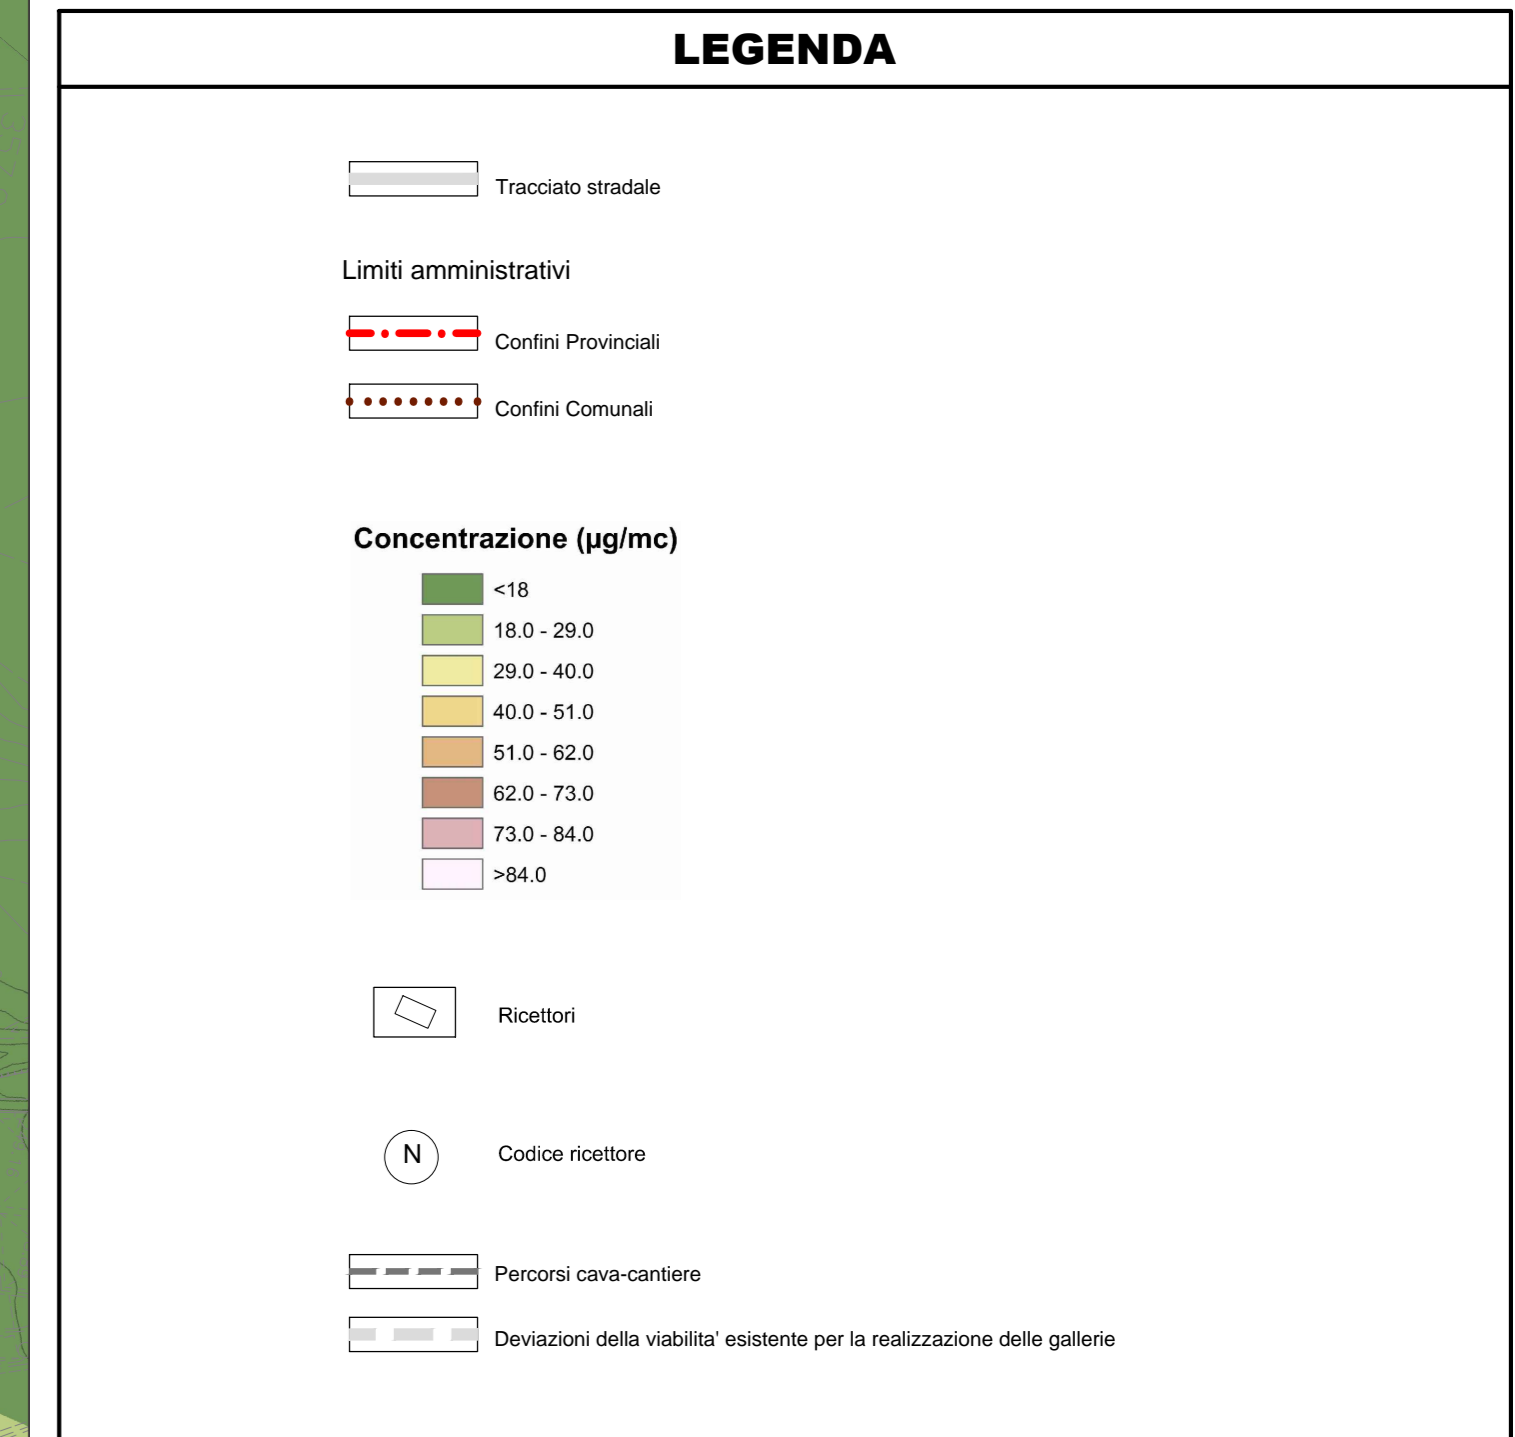 LEGENDA
Tracciato stradale
Limiti amministrativi
Confini Provinciali
Confini Comunali
Concentrazione (µg/mc)
<18
18.0 - 29.0
29.0 - 40.0
40.0 - 51.0
51.0 - 62.0
62.0 - 73.0
73.0 - 84.0
>84.0
Ricettori
N Codice ricettore
Percorsi cava-cantiere
Deviazioni della viabilita' esistente per la realizzazione delle gallerie